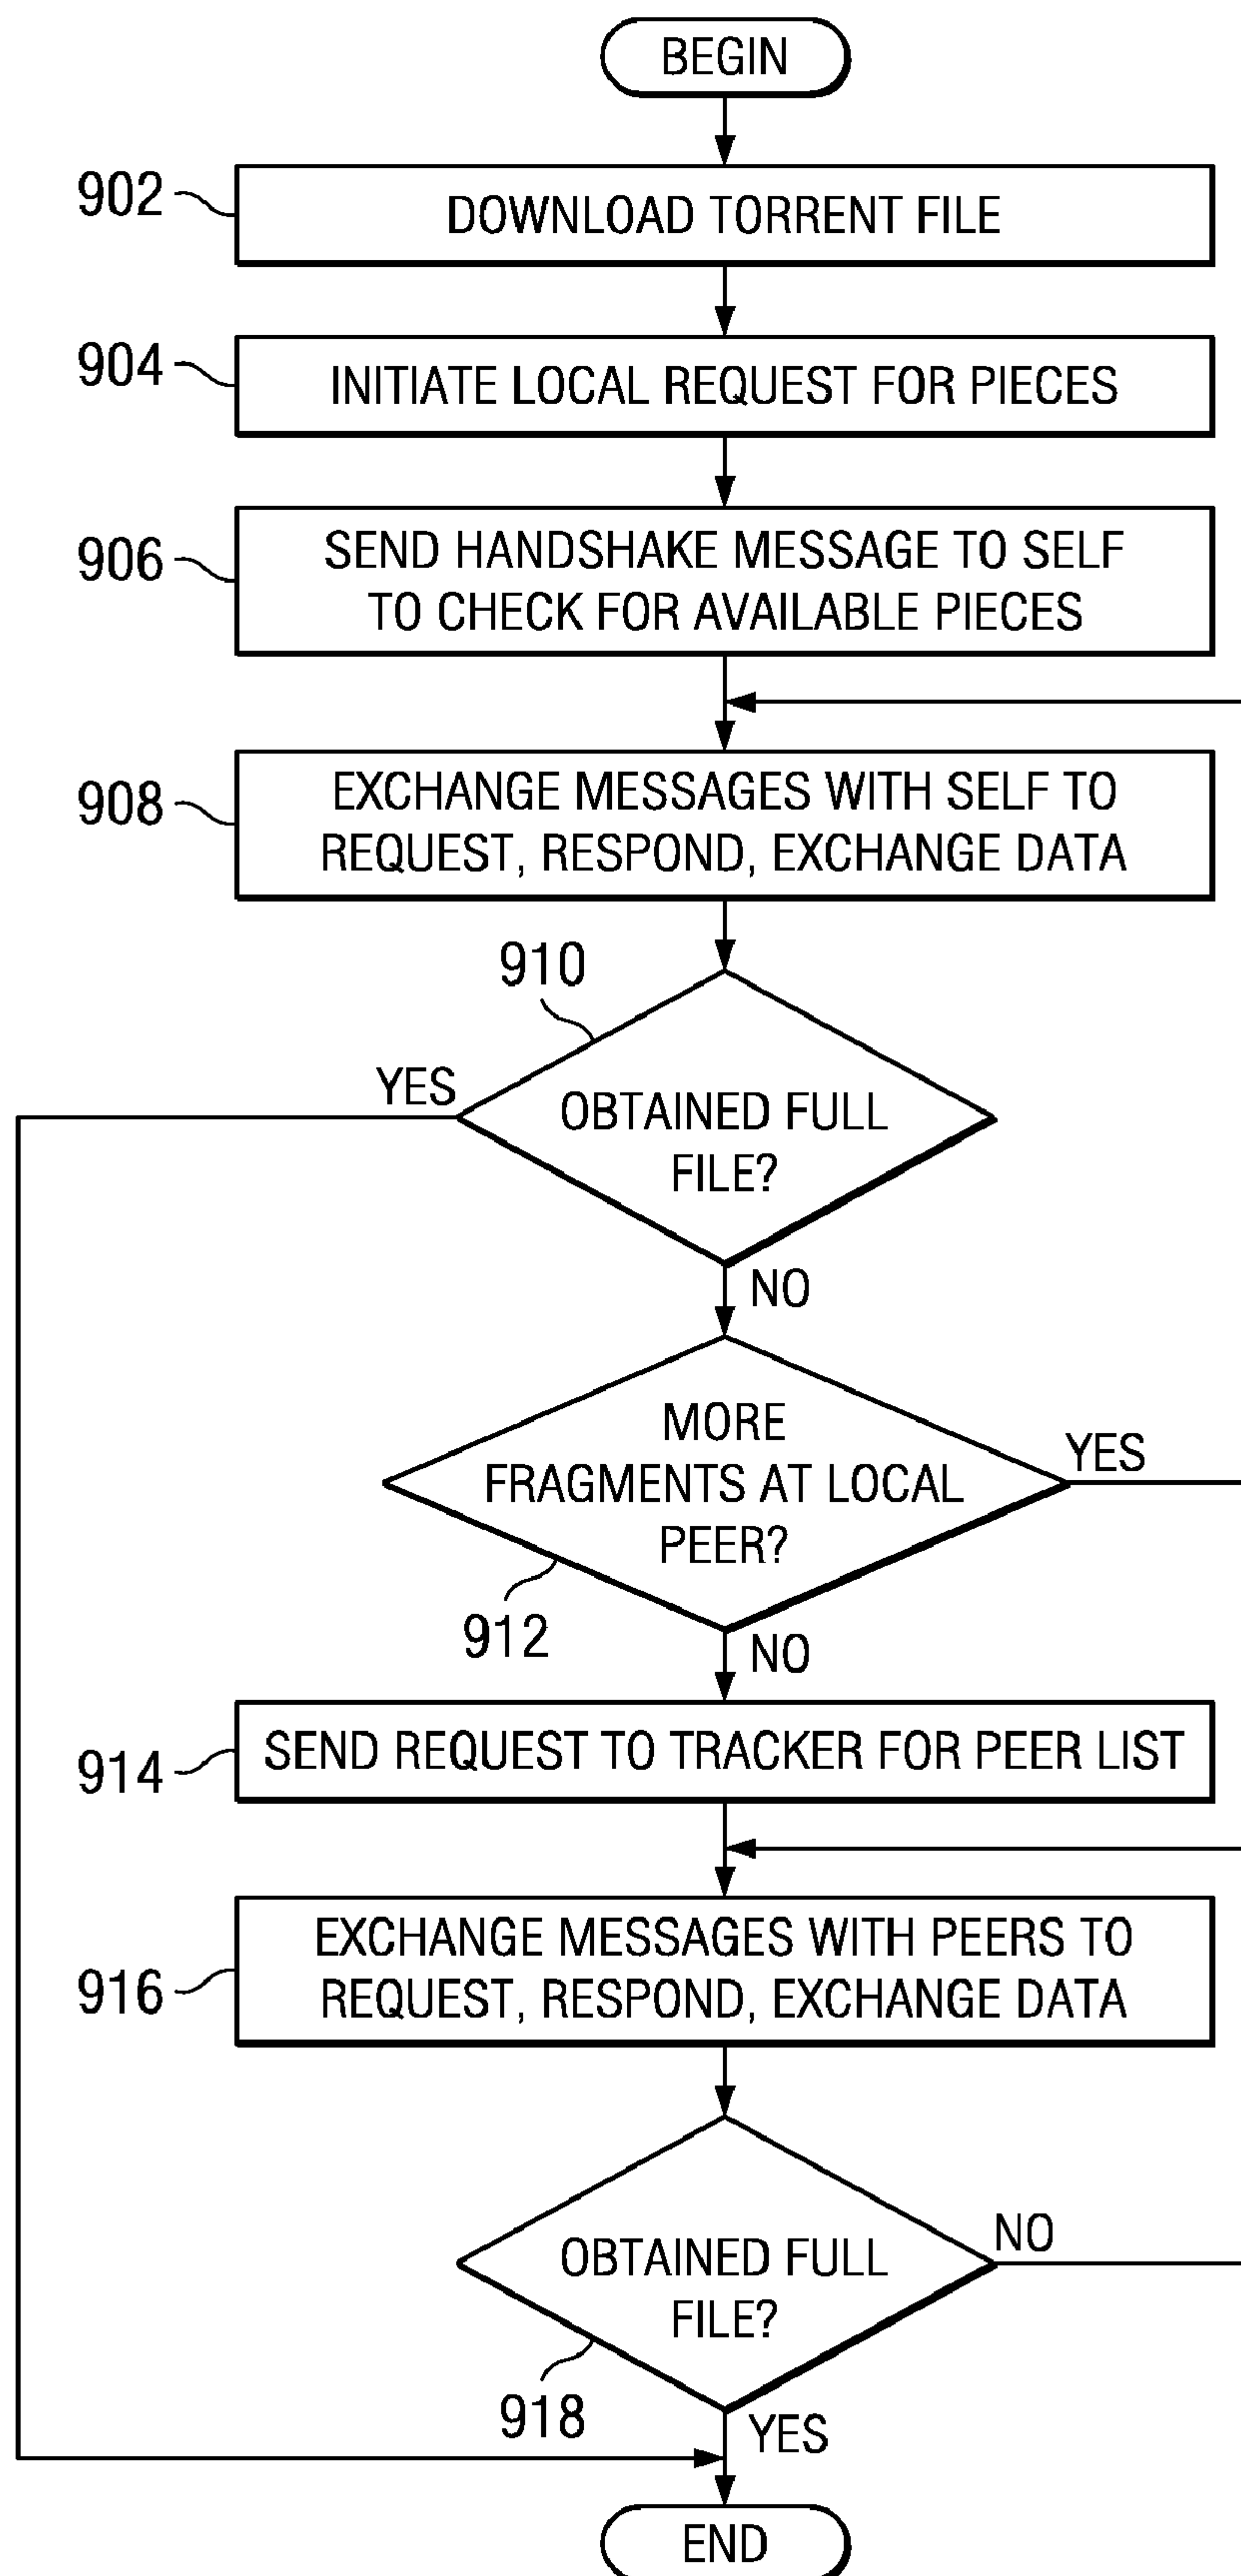 BEGIN
902
DOWNLOAD TORRENT FILE
904
INITIATE LOCAL REQUEST FOR PIECES
906
SEND HANDSHAKE MESSAGE TO SELF
TO CHECK FOR AVAILABLE PIECES
908
EXCHANGE MESSAGES WITH SELF TO
REQUEST, RESPOND, EXCHANGE DATA
910
YES
OBTAINED FULL
FILE?
NO
MORE
FRAGMENTS AT LOCAL
PEER?
YES
912
NO
914
SEND REQUEST TO TRACKER FOR PEER LIST
916
EXCHANGE MESSAGES WITH PEERS TO
REQUEST, RESPOND, EXCHANGE DATA
OBTAINED FULL
FILE?
NO
918
YES
END